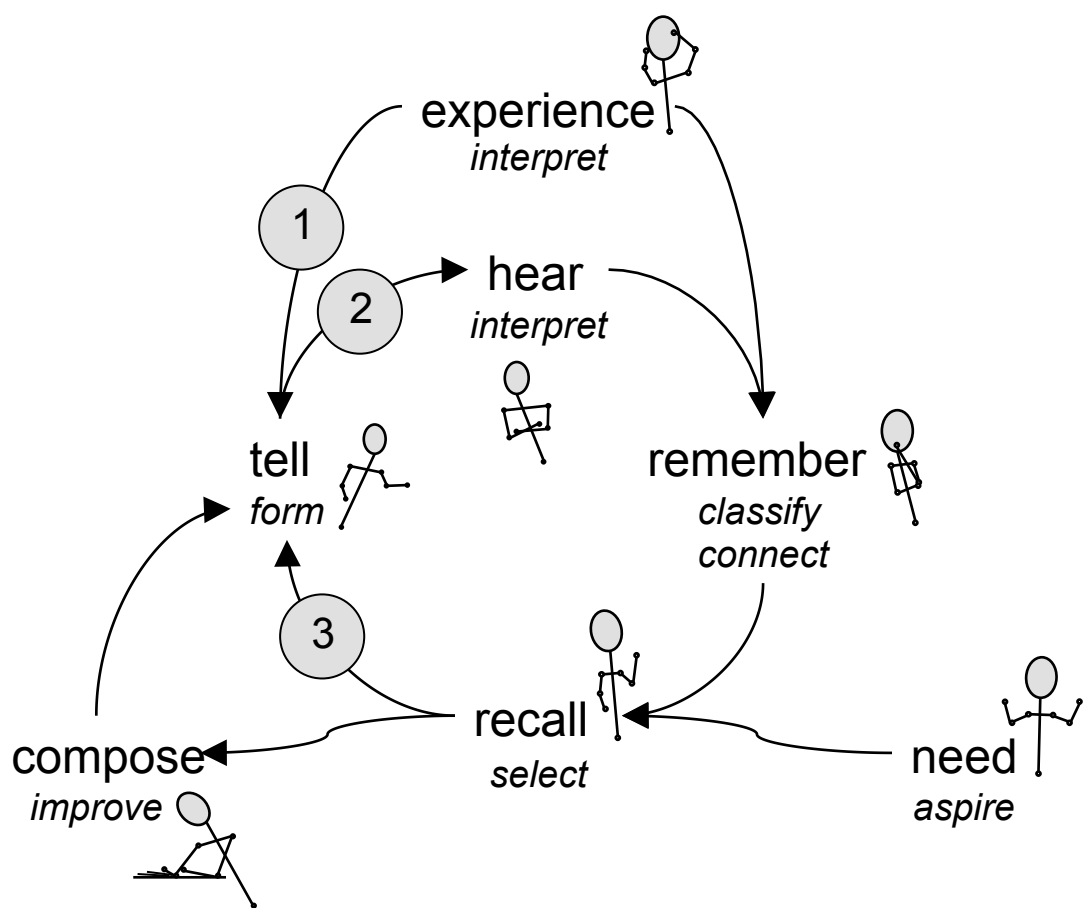 experience
interpret
1
hear
interpret
2
tell
form
remember
classify
connect
3
recall
select
compose
improve
need
aspire